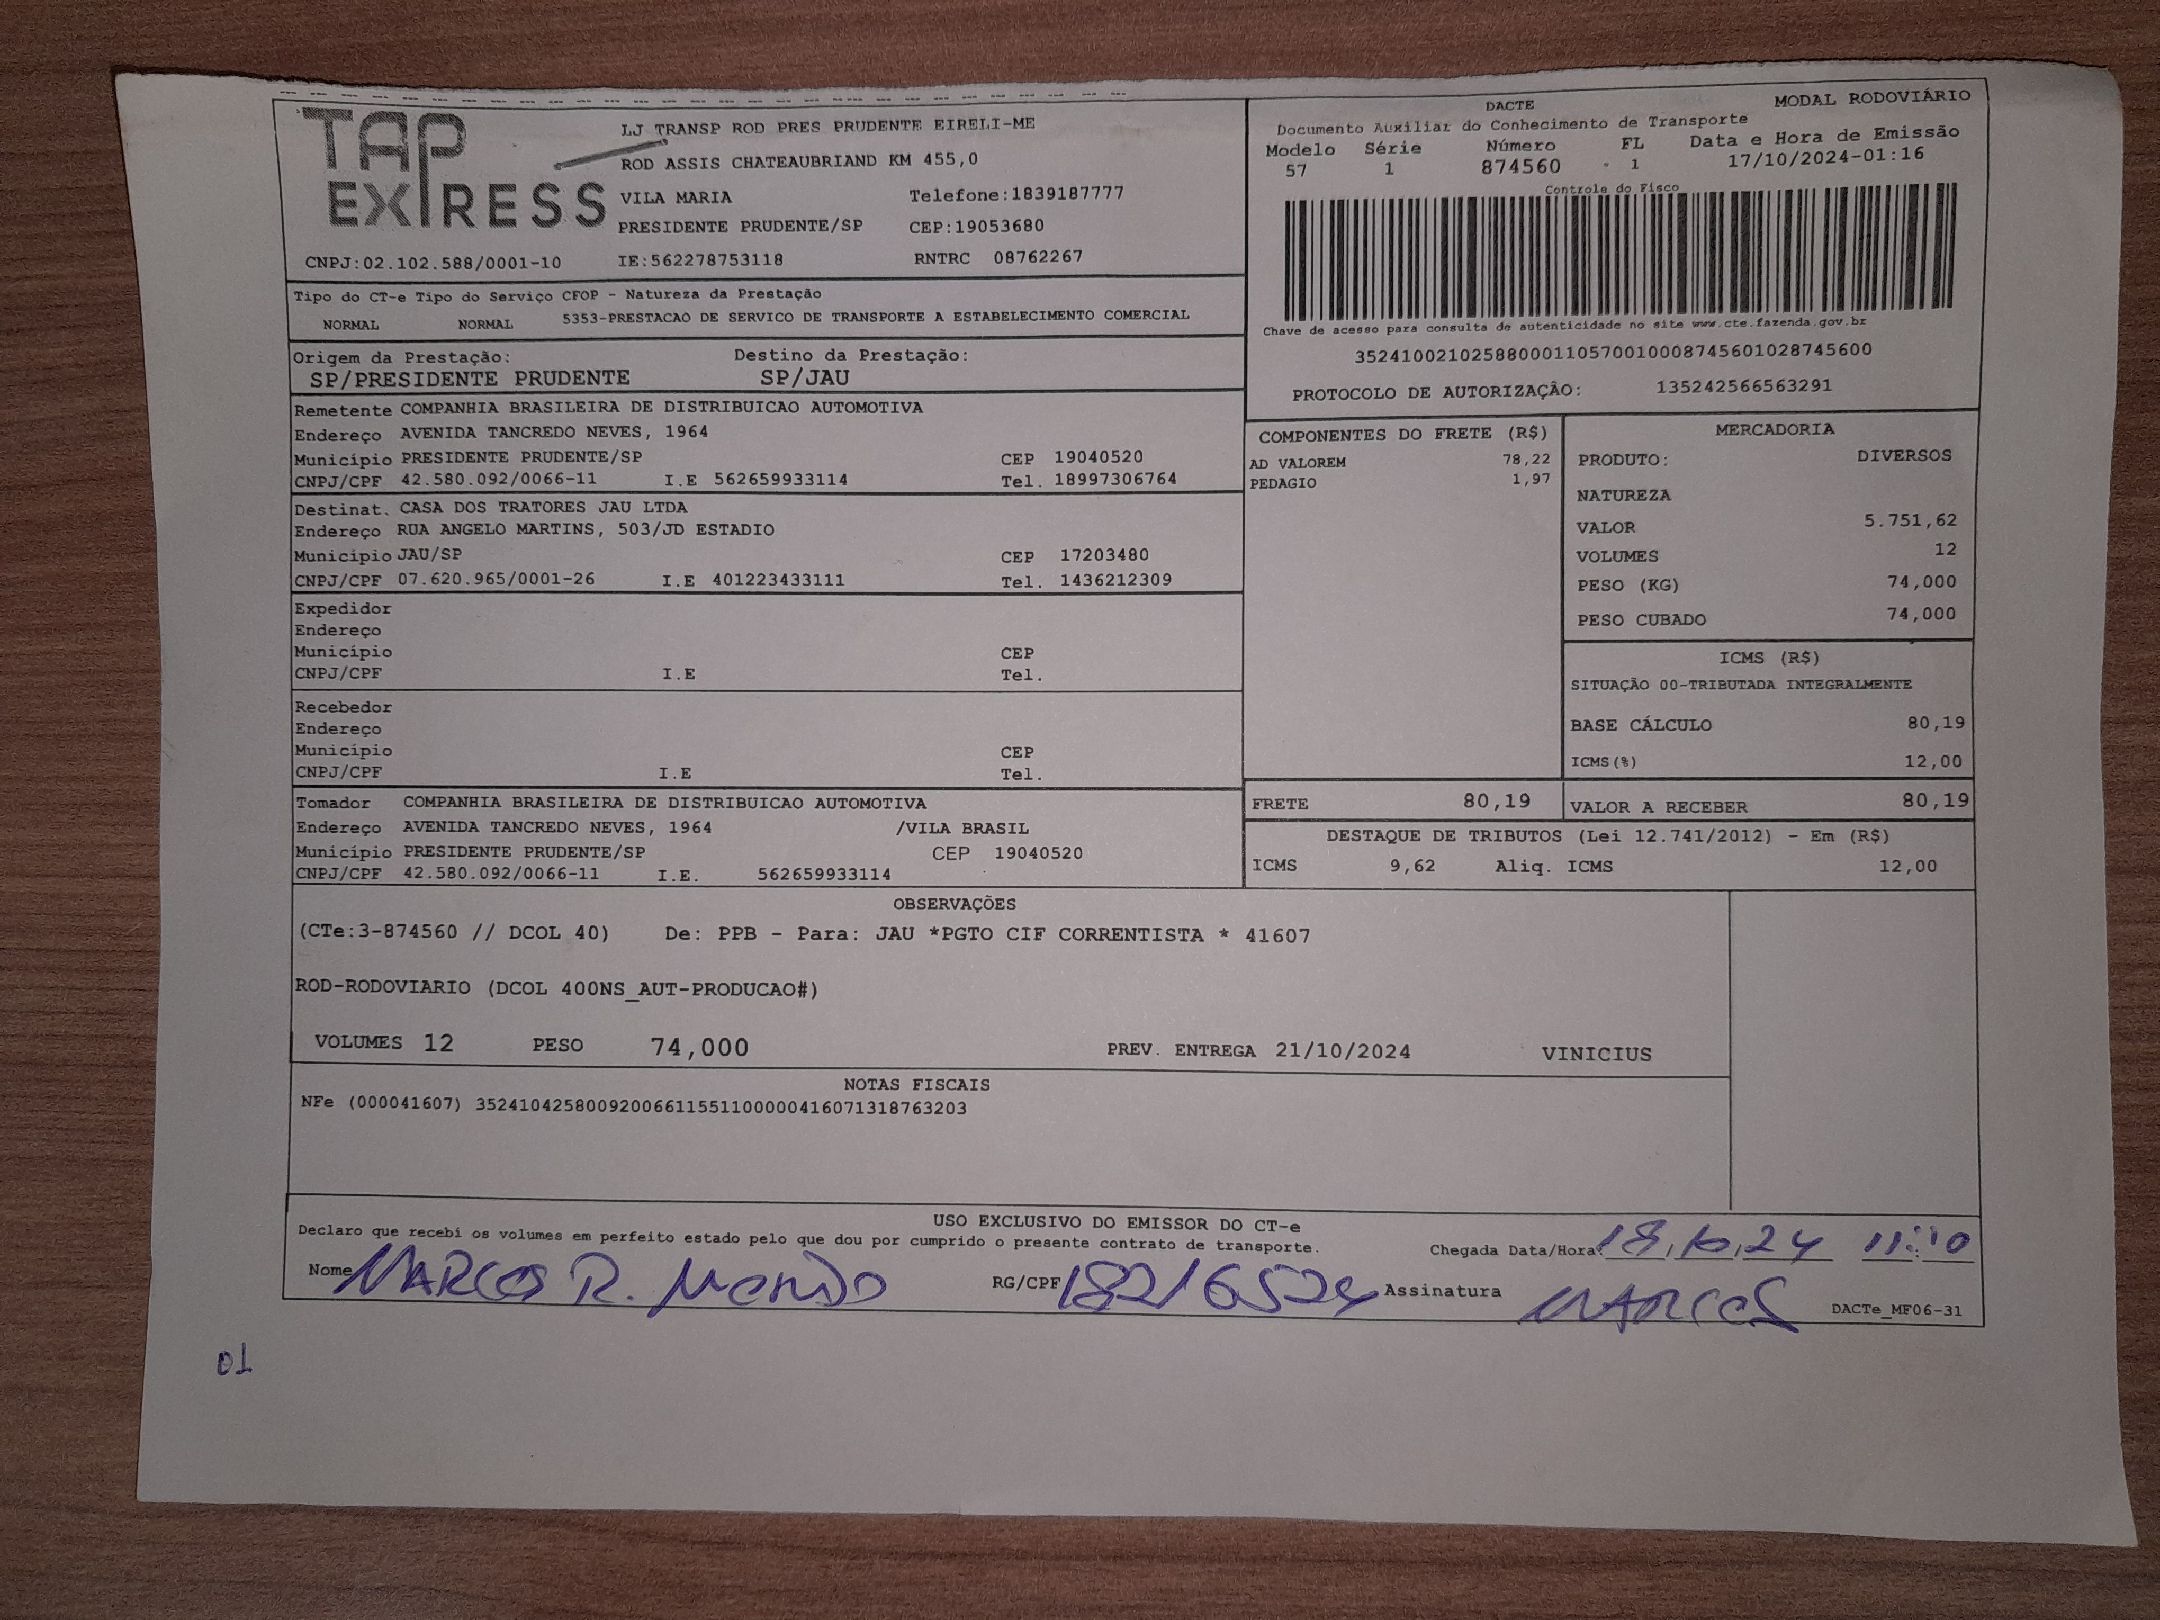 TAP EXPRESS
LJ TRANSP ROD PRES PRUDENTE EIRELI-ME
ROD ASSIS CHATEAUBRIAND KM 455,0
VILA MARIA Telefone:1839187777
PRESIDENTE PRUDENTE/SP CEP:19053680
CNPJ:02.102.588/0001-10 IE:562278753118 RNTRC 08762267
DACTE MODAL RODOVIÁRIO
Documento Auxiliar do Conhecimento de Transporte
Modelo Série Número FL Data e Hora de Emissão
57 1 874560 1 17/10/2024-01:16
Controle do Fisco
Chave de acesso para consulta de autenticidade no site www.cte.fazenda.gov.br
35241002102588000110570010008745601028745600
PROTOCOLO DE AUTORIZAÇÂO: 135242566563291
Tipo do CT-e Tipo do Serviço CFOP - Natureza da Prestação
NORMAL NORMAL 5353-PRESTACAO DE SERVICO DE TRANSPORTE A ESTABELECIMENTO COMERCIAL
Origem da Prestação: Destino da Prestação:
SP/PRESIDENTE PRUDENTE SP/JAU
Remetente COMPANHIA BRASILEIRA DE DISTRIBUICAO AUTOMOTIVA
Endereço AVENIDA TANCREDO NEVES, 1964
Município PRESIDENTE PRUDENTE/SP CEP 19040520
CNPJ/CPF 42.580.092/0066-11 I.E 562659933114 Tel. 18997306764
Destinat. CASA DOS TRATORES JAU LTDA
Endereço RUA ANGELO MARTINS, 503/JD ESTADIO
Município JAU/SP CEP 17203480
CNPJ/CPF 07.620.965/0001-26 I.E 401223433111 Tel. 1436212309
Expedidor
Endereço
Município CEP
CNPJ/CPF I.E Tel.
Recebedor
Endereço
Município CEP
CNPJ/CPF I.E Tel.
Tomador COMPANHIA BRASILEIRA DE DISTRIBUICAO AUTOMOTIVA
Endereço AVENIDA TANCREDO NEVES, 1964 /VILA BRASIL
Município PRESIDENTE PRUDENTE/SP CEP 19040520
CNPJ/CPF 42.580.092/0066-11 I.E. 562659933114
COMPONENTES DO FRETE (R$)
AD VALOREM 78,22
PEDAGIO 1,97
MERCADORIA
PRODUTO: DIVERSOS
NATUREZA
VALOR 5.751,62
VOLUMES 12
PESO (KG) 74,000
PESO CUBADO 74,000
ICMS (R$)
SITUAÇÃO 00-TRIBUTADA INTEGRALMENTE
BASE CÁLCULO 80,19
ICMS(%) 12,00
FRETE 80,19 VALOR A RECEBER 80,19
DESTAQUE DE TRIBUTOS (Lei 12.741/2012) - Em (R$)
ICMS 9,62 Aliq. ICMS 12,00
OBSERVAÇÕES
(CTe:3-874560 // DCOL 40) De: PPB - Para: JAU *PGTO CIF CORRENTISTA * 41607
ROD-RODOVIARIO (DCOL 400NS_AUT-PRODUCAO#)
VOLUMES 12 PESO 74,000 PREV. ENTREGA 21/10/2024 VINICIUS
NOTAS FISCAIS
NFe (000041607) 35241042580092006611551100000416071318763203
USO EXCLUSIVO DO EMISSOR DO CT-e
Declaro que recebi os volumes em perfeito estado pelo que dou por cumprido o presente contrato de transporte.
Chegada Data/Hora: 18,10,24 11:10
Nome MARCOS R. RG/CPF Assinatura MARCOS DACTe_MF06-31
01